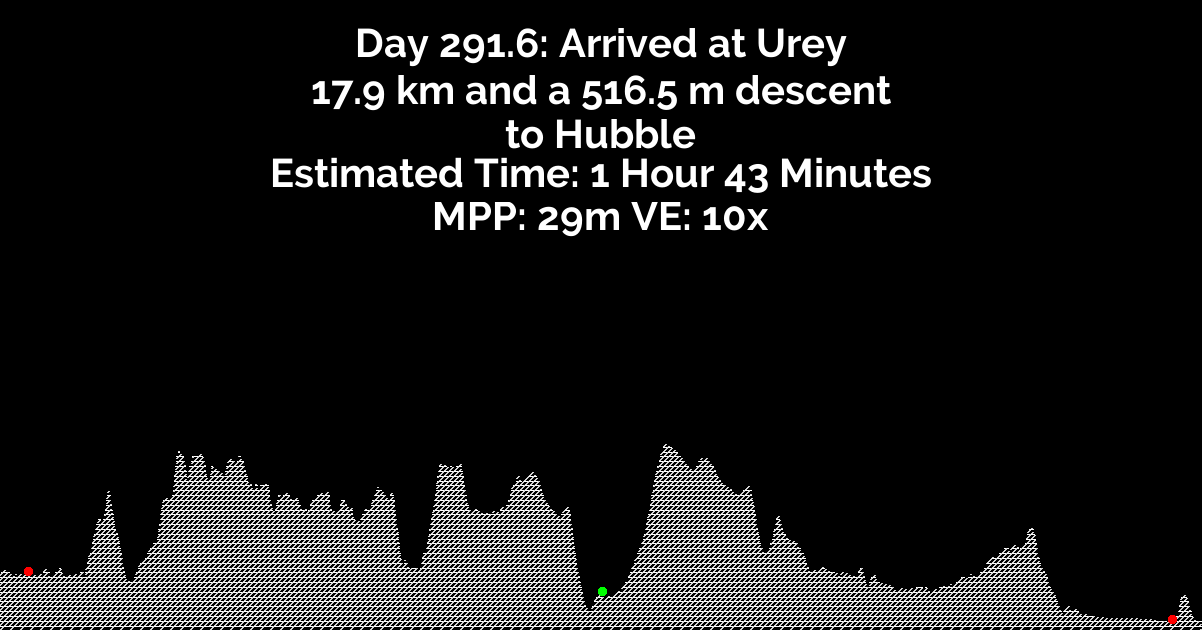 Day 291.6: Arrived at Urey
17.9 km and a 516.5 m descent
to Hubble
Estimated Time: 1 Hour 43 Minutes
MPP: 29m VE: 10x